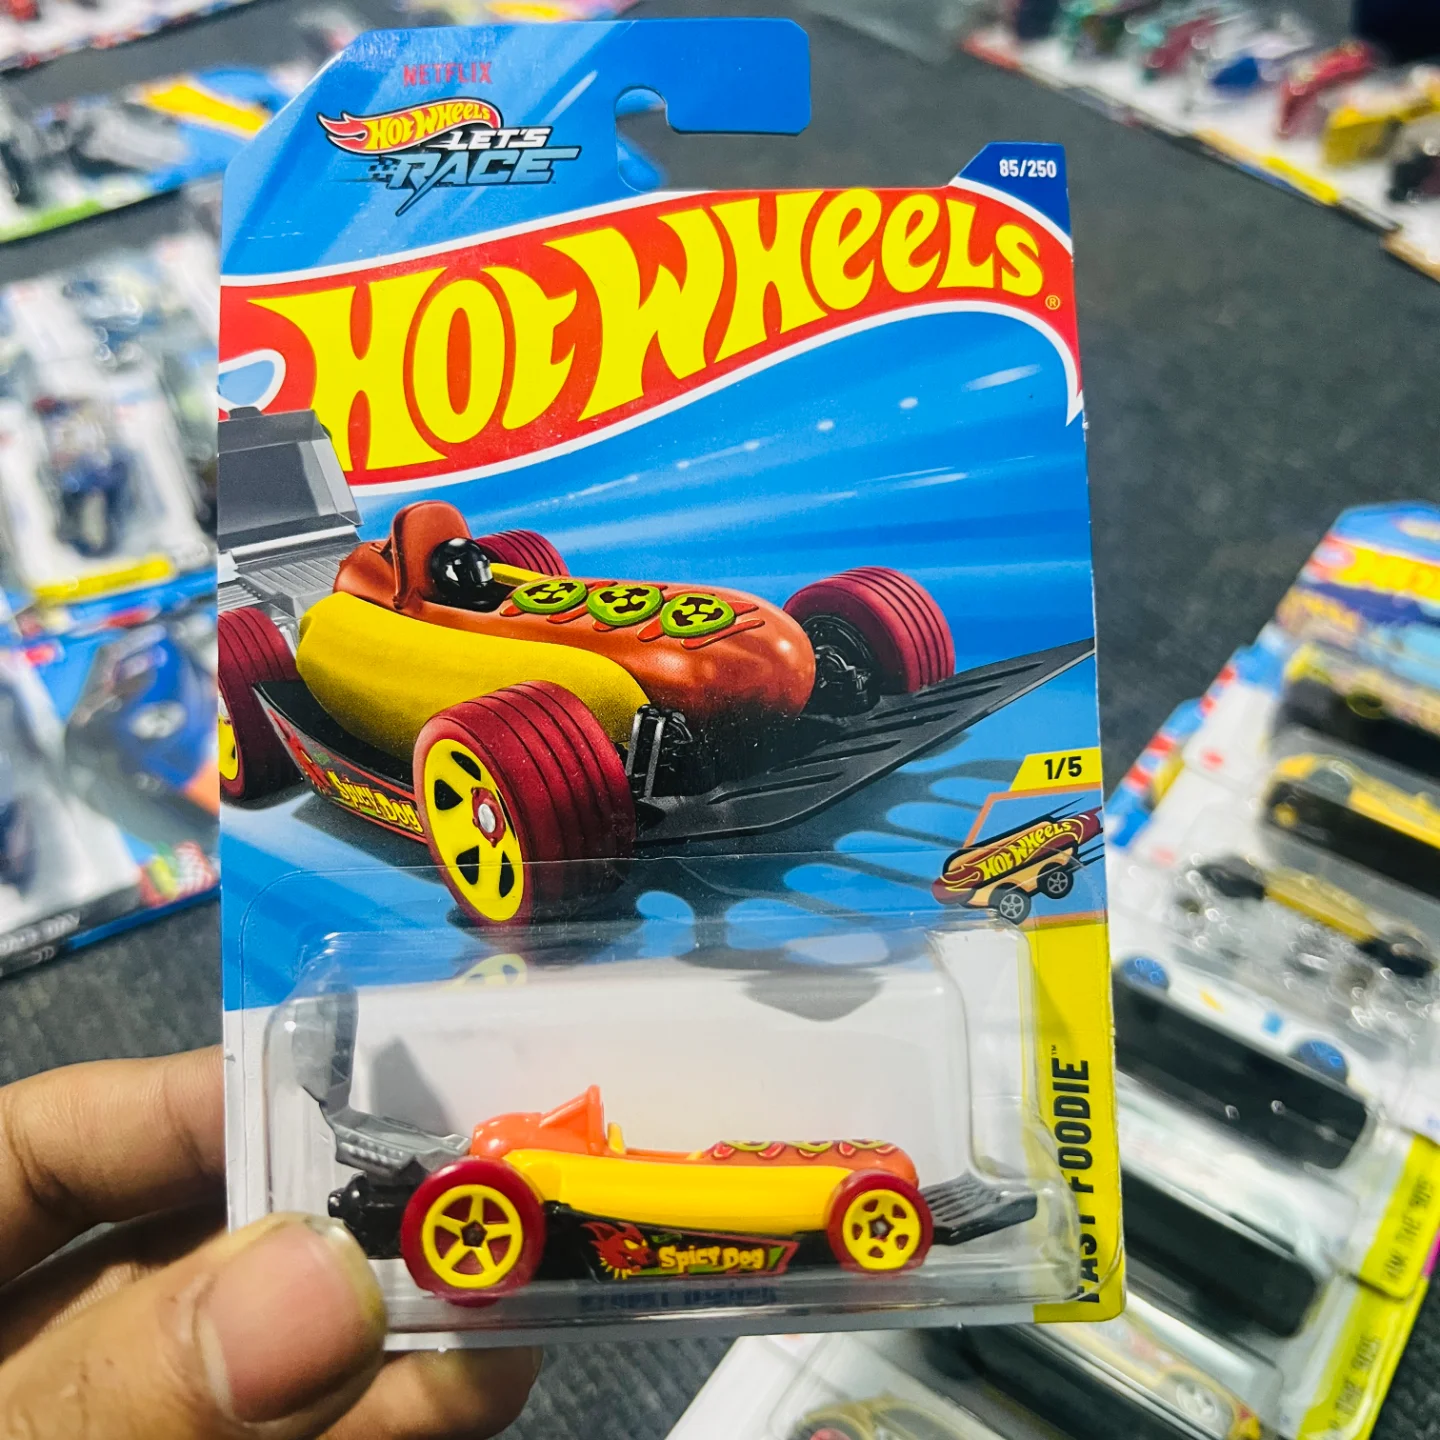 NETFLIX
HOT WHEELS
LET'S
RACE
85/250
HOT WHEELS®
Spicy Dog
1/5
HOT WHEELS
FAST FOODIE™
Spicy Dog